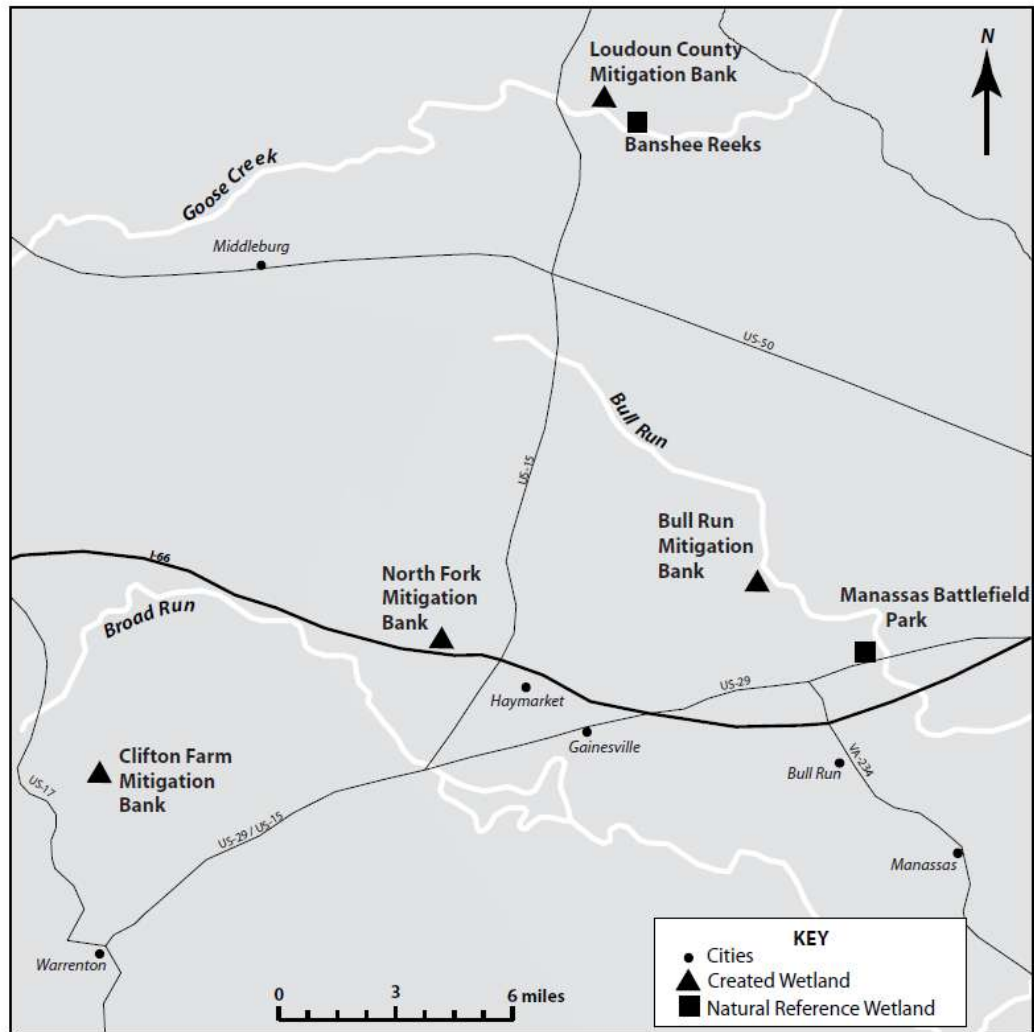 Loudoun County
Mitigation Bank
N
Banshee Reeks
Goose Creek
Middleburg
US-50
Bull Run
US-15
Bull Run
Mitigation
Bank
I-66
North Fork
Mitigation
Bank
Manassas Battlefield
Park
Broad Run
Haymarket
US-29
Gainesville
Clifton Farm
Mitigation
Bank
US-17
Bull Run
VA-234
US-29 / US-15
Manassas
Warrenton
0 3 6 miles
KEY
Cities
Created Wetland
Natural Reference Wetland